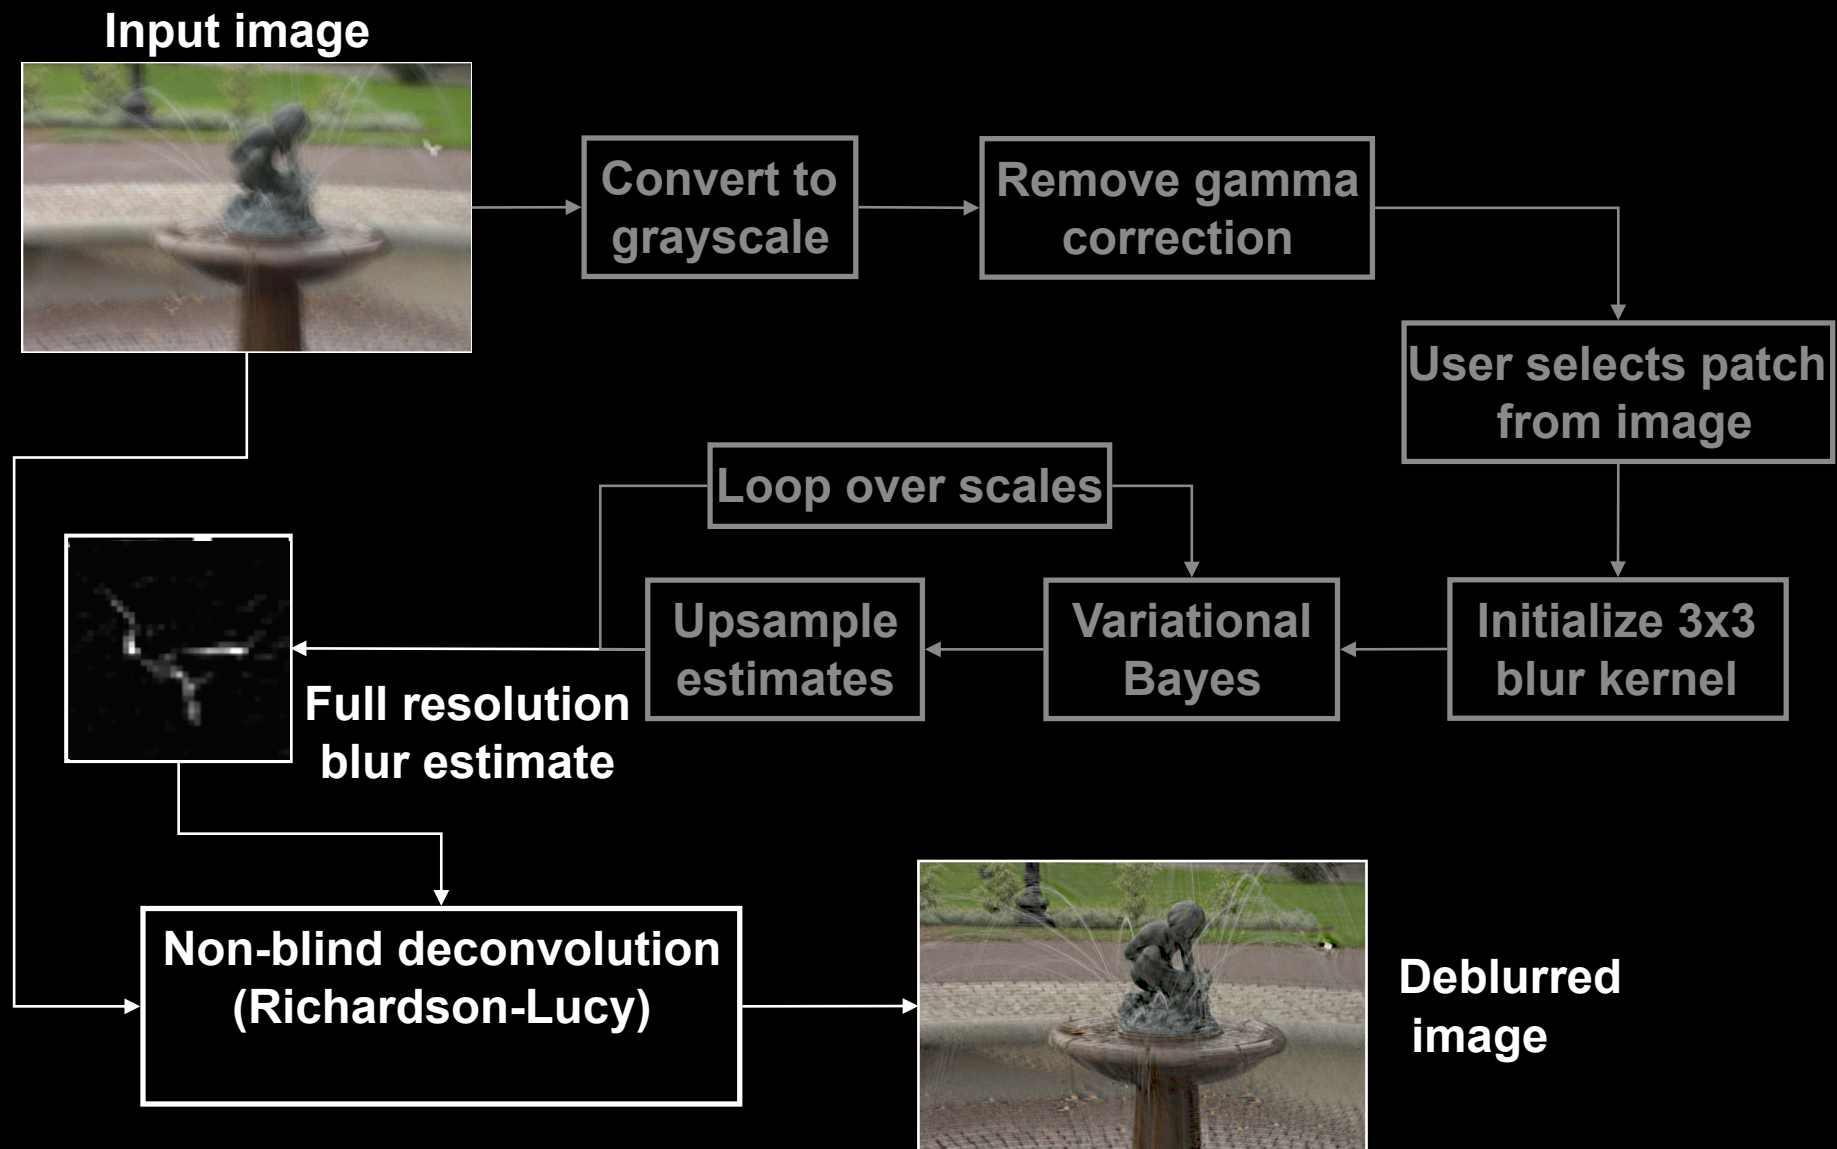 Input image
Convert to
grayscale
Remove gamma
correction
User selects patch
from image
Loop over scales
Initialize 3x3
blur kernel
Variational
Bayes
Upsample
estimates
Full resolution
blur estimate
Non-blind deconvolution
(Richardson-Lucy)
Deblurred
image